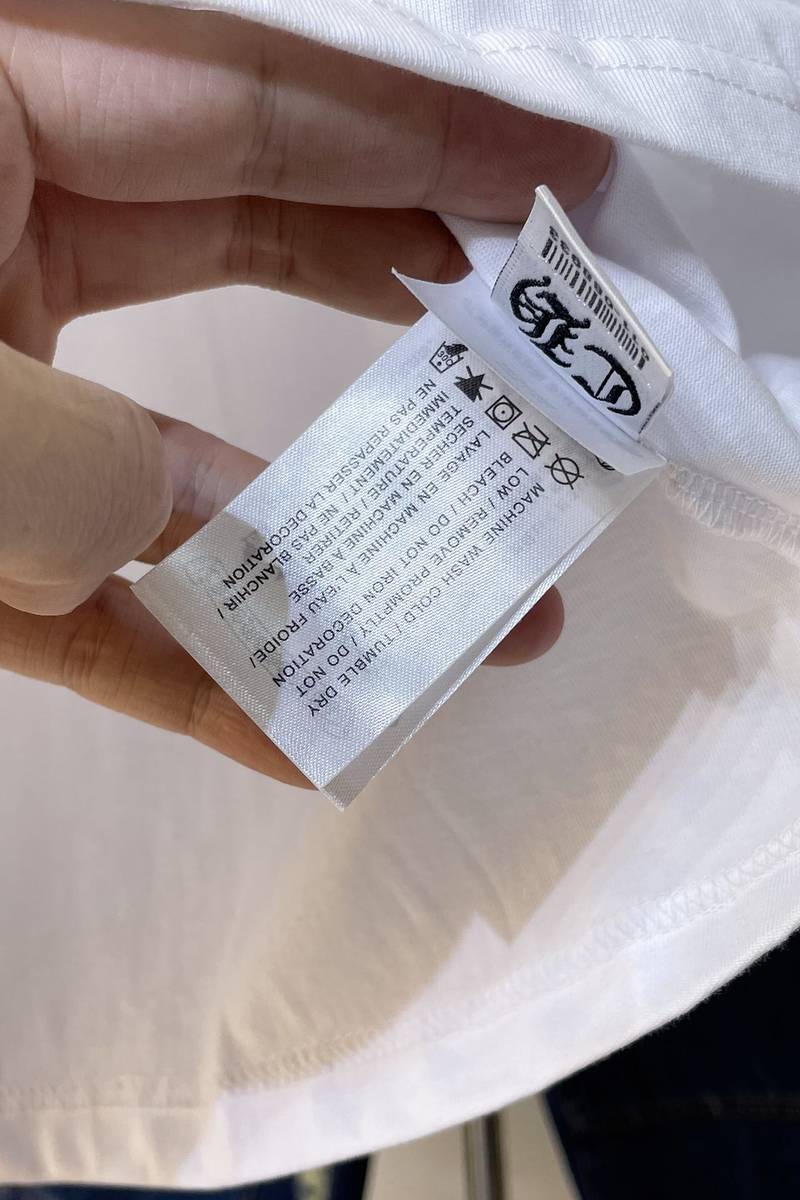 30C
MACHINE WASH COLD / TUMBLE DRY
LOW / REMOVE PROMPTLY / DO NOT
BLEACH / DO NOT IRON DECORATION
LAVAGE EN MACHINE A L'EAU FROIDE/
SECHER EN MACHINE A BASSE
TEMPERATURE / RETIRER
IMMEDIATEMENT / NE PAS BLANCHIR /
NE PAS REPASSER LA DECORATION